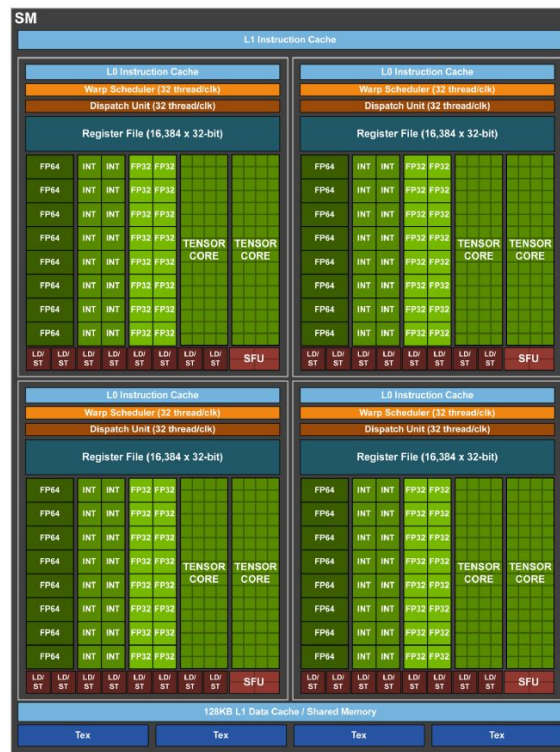 SM
L1 Instruction Cache
L0 Instruction Cache
Warp Scheduler (32 thread/clk)
Dispatch Unit (32 thread/clk)
Register File (16,384 x 32-bit)
FP64 INT INT FP32 FP32
FP64 INT INT FP32 FP32
FP64 INT INT FP32 FP32
FP64 INT INT FP32 FP32
TENSOR TENSOR
CORE CORE
FP64 INT INT FP32 FP32
FP64 INT INT FP32 FP32
FP64 INT INT FP32 FP32
FP64 INT INT FP32 FP32
LD/ LD/ LD/ LD/ LD/ LD/ LD/ LD/ SFU
ST ST ST ST ST ST ST ST
L0 Instruction Cache
Warp Scheduler (32 thread/clk)
Dispatch Unit (32 thread/clk)
Register File (16,384 x 32-bit)
FP64 INT INT FP32 FP32
FP64 INT INT FP32 FP32
FP64 INT INT FP32 FP32
FP64 INT INT FP32 FP32
TENSOR TENSOR
CORE CORE
FP64 INT INT FP32 FP32
FP64 INT INT FP32 FP32
FP64 INT INT FP32 FP32
FP64 INT INT FP32 FP32
LD/ LD/ LD/ LD/ LD/ LD/ LD/ LD/ SFU
ST ST ST ST ST ST ST ST
L0 Instruction Cache
Warp Scheduler (32 thread/clk)
Dispatch Unit (32 thread/clk)
Register File (16,384 x 32-bit)
FP64 INT INT FP32 FP32
FP64 INT INT FP32 FP32
FP64 INT INT FP32 FP32
FP64 INT INT FP32 FP32
TENSOR TENSOR
CORE CORE
FP64 INT INT FP32 FP32
FP64 INT INT FP32 FP32
FP64 INT INT FP32 FP32
FP64 INT INT FP32 FP32
LD/ LD/ LD/ LD/ LD/ LD/ LD/ LD/ SFU
ST ST ST ST ST ST ST ST
L0 Instruction Cache
Warp Scheduler (32 thread/clk)
Dispatch Unit (32 thread/clk)
Register File (16,384 x 32-bit)
FP64 INT INT FP32 FP32
FP64 INT INT FP32 FP32
FP64 INT INT FP32 FP32
FP64 INT INT FP32 FP32
TENSOR TENSOR
CORE CORE
FP64 INT INT FP32 FP32
FP64 INT INT FP32 FP32
FP64 INT INT FP32 FP32
FP64 INT INT FP32 FP32
LD/ LD/ LD/ LD/ LD/ LD/ LD/ LD/ SFU
ST ST ST ST ST ST ST ST
128KB L1 Data Cache / Shared Memory
Tex Tex Tex Tex